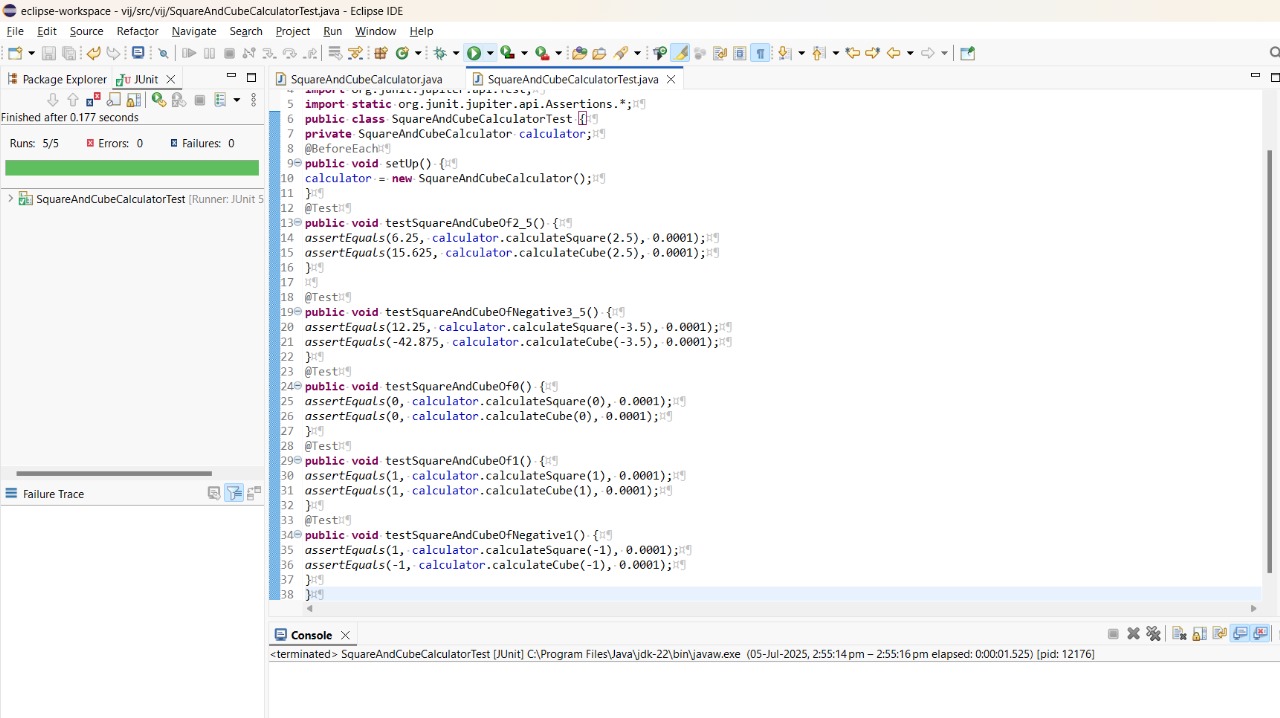 eclipse-workspace - vij/src/vij/SquareAndCubeCalculatorTest.java - Eclipse IDE
File Edit Source Refactor Navigate Search Project Run Window Help
Package Explorer JUnit
SquareAndCubeCalculator.java SquareAndCubeCalculatorTest.java
Finished after 0.177 seconds
Runs: 5/5 Errors: 0 Failures: 0
SquareAndCubeCalculatorTest [Runner: JUnit 5
Failure Trace
4 import org.junit.jupiter.api.Test;
5 import static org.junit.jupiter.api.Assertions.*;¤¶
6 public class SquareAndCubeCalculatorTest {¤¶
7 private SquareAndCubeCalculator calculator;¤¶
8 @BeforeEach¤¶
9 public void setUp() {¤¶
10 calculator = new SquareAndCubeCalculator();¤¶
11 }¤¶
12 @Test¤¶
13 public void testSquareAndCubeOf2_5() {¤¶
14 assertEquals(6.25, calculator.calculateSquare(2.5), 0.0001);¤¶
15 assertEquals(15.625, calculator.calculateCube(2.5), 0.0001);¤¶
16 }¤¶
17 ¤¶
18 @Test¤¶
19 public void testSquareAndCubeOfNegative3_5() {¤¶
20 assertEquals(12.25, calculator.calculateSquare(-3.5), 0.0001);¤¶
21 assertEquals(-42.875, calculator.calculateCube(-3.5), 0.0001);¤¶
22 }¤¶
23 @Test¤¶
24 public void testSquareAndCubeOf0() {¤¶
25 assertEquals(0, calculator.calculateSquare(0), 0.0001);¤¶
26 assertEquals(0, calculator.calculateCube(0), 0.0001);¤¶
27 }¤¶
28 @Test¤¶
29 public void testSquareAndCubeOf1() {¤¶
30 assertEquals(1, calculator.calculateSquare(1), 0.0001);¤¶
31 assertEquals(1, calculator.calculateCube(1), 0.0001);¤¶
32 }¤¶
33 @Test¤¶
34 public void testSquareAndCubeOfNegative1() {¤¶
35 assertEquals(1, calculator.calculateSquare(-1), 0.0001);¤¶
36 assertEquals(-1, calculator.calculateCube(-1), 0.0001);¤¶
37 }¤¶
38 }¤¶
Console
<terminated> SquareAndCubeCalculatorTest [JUnit] C:\Program Files\Java\jdk-22\bin\javaw.exe (05-Jul-2025, 2:55:14 pm – 2:55:16 pm elapsed: 0:00:01.525) [pid: 12176]